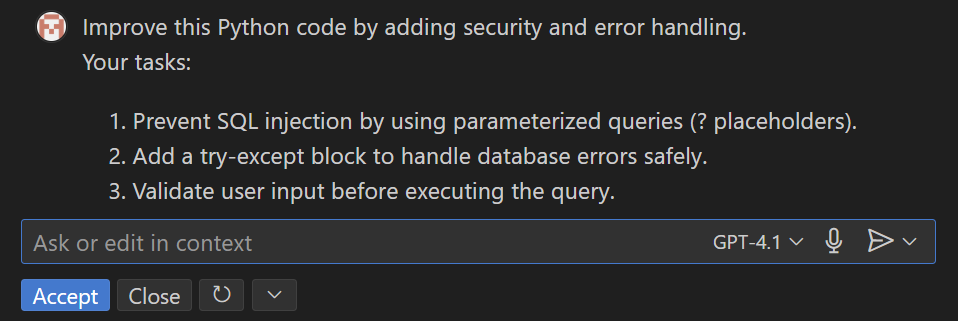 Improve this Python code by adding security and error handling.
Your tasks:
1. Prevent SQL injection by using parameterized queries (? placeholders).
2. Add a try-except block to handle database errors safely.
3. Validate user input before executing the query.
Ask or edit in context
GPT-4.1
Accept
Close